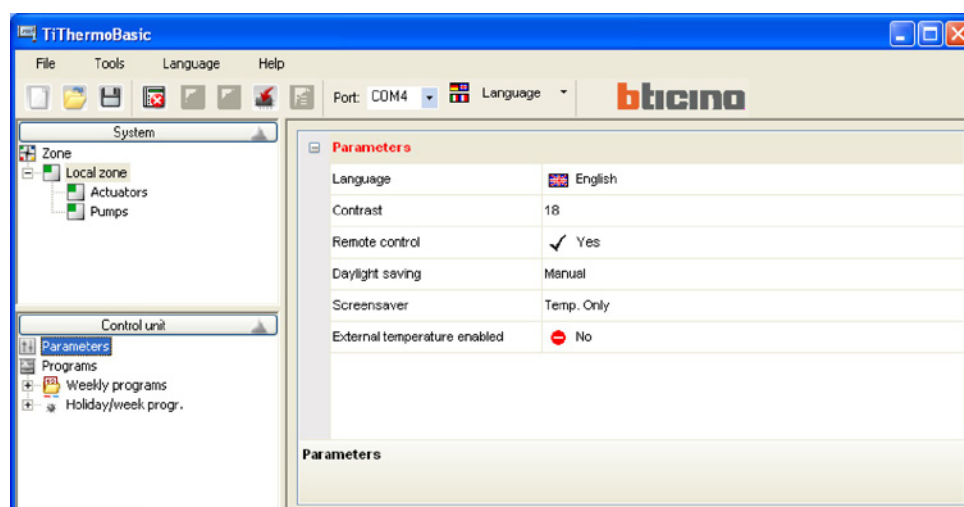 TiThermoBasic
File Tools Language Help
Port: COM4 Language bticino
System
Zone
Local zone
Actuators
Pumps
Control unit
Parameters
Programs
Weekly programs
Holiday/week progr.
Parameters
Language English
Contrast 18
Remote control Yes
Daylight saving Manual
Screensaver Temp. Only
External temperature enabled No
Parameters